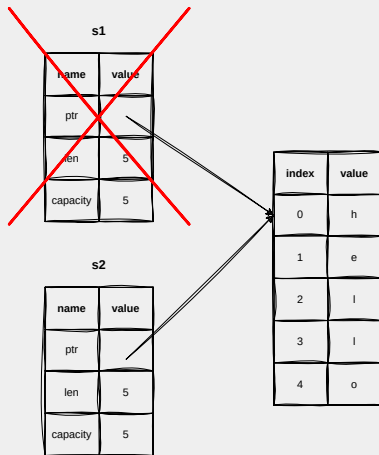 s1
name value
ptr
len 5
capacity 5
s2
name value
ptr
len 5
capacity 5
index value
0 h
1 e
2 l
3 l
4 o